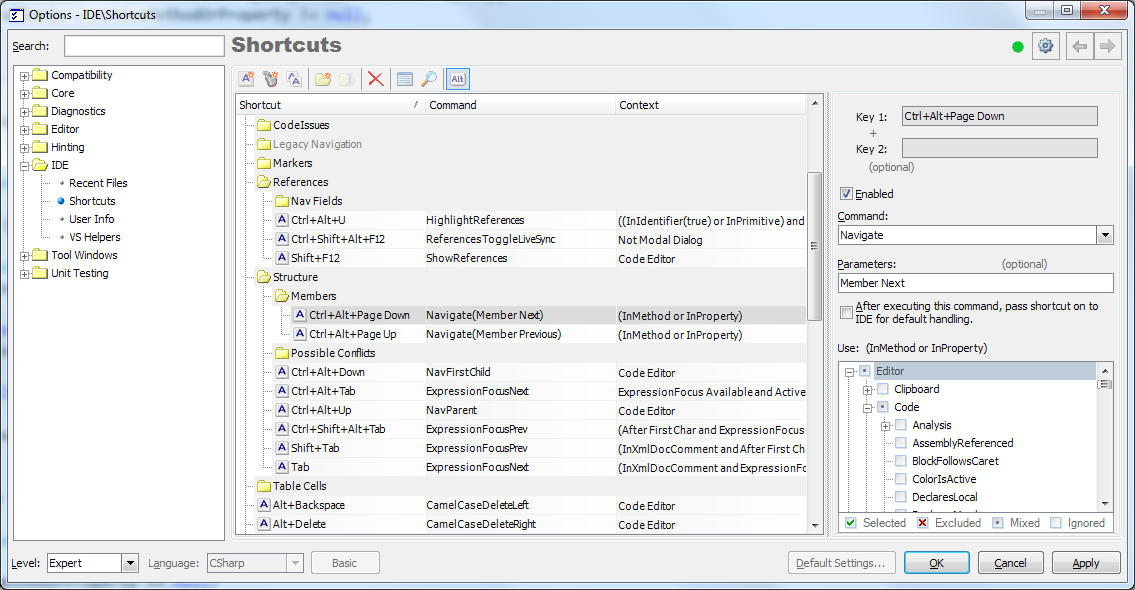 Options - IDE\Shortcuts
Search:
Shortcuts
Compatibility
Core
Diagnostics
Editor
Hinting
IDE
Recent Files
Shortcuts
User Info
VS Helpers
Tool Windows
Unit Testing
Alt
Shortcut / Command Context
CodeIssues
Legacy Navigation
Markers
References
Nav Fields
Ctrl+Alt+U HighlightReferences ((InIdentifier(true) or InPrimitive) and
Ctrl+Shift+Alt+F12 ReferencesToggleLiveSync Not Modal Dialog
Shift+F12 ShowReferences Code Editor
Structure
Members
Ctrl+Alt+Page Down Navigate(Member Next) (InMethod or InProperty)
Ctrl+Alt+Page Up Navigate(Member Previous) (InMethod or InProperty)
Possible Conflicts
Ctrl+Alt+Down NavFirstChild Code Editor
Ctrl+Alt+Tab ExpressionFocusNext ExpressionFocus Available and Active
Ctrl+Alt+Up NavParent Code Editor
Ctrl+Shift+Alt+Tab ExpressionFocusPrev (After First Char and ExpressionFocus
Shift+Tab ExpressionFocusPrev (InXmlDocComment and After First Ch
Tab ExpressionFocusNext (InXmlDocComment and ExpressionFo
Table Cells
Alt+Backspace CamelCaseDeleteLeft Code Editor
Alt+Delete CamelCaseDeleteRight Code Editor
Key 1: Ctrl+Alt+Page Down
+
Key 2:
(optional)
Enabled
Command:
Navigate
Parameters: (optional)
Member Next
After executing this command, pass shortcut on to
IDE for default handling.
Use: (InMethod or InProperty)
Editor
Clipboard
Code
Analysis
AssemblyReferenced
BlockFollowsCaret
ColorIsActive
DeclaresLocal
Selected Excluded Mixed Ignored
Level: Expert Language: CSharp Basic Default Settings... OK Cancel Apply